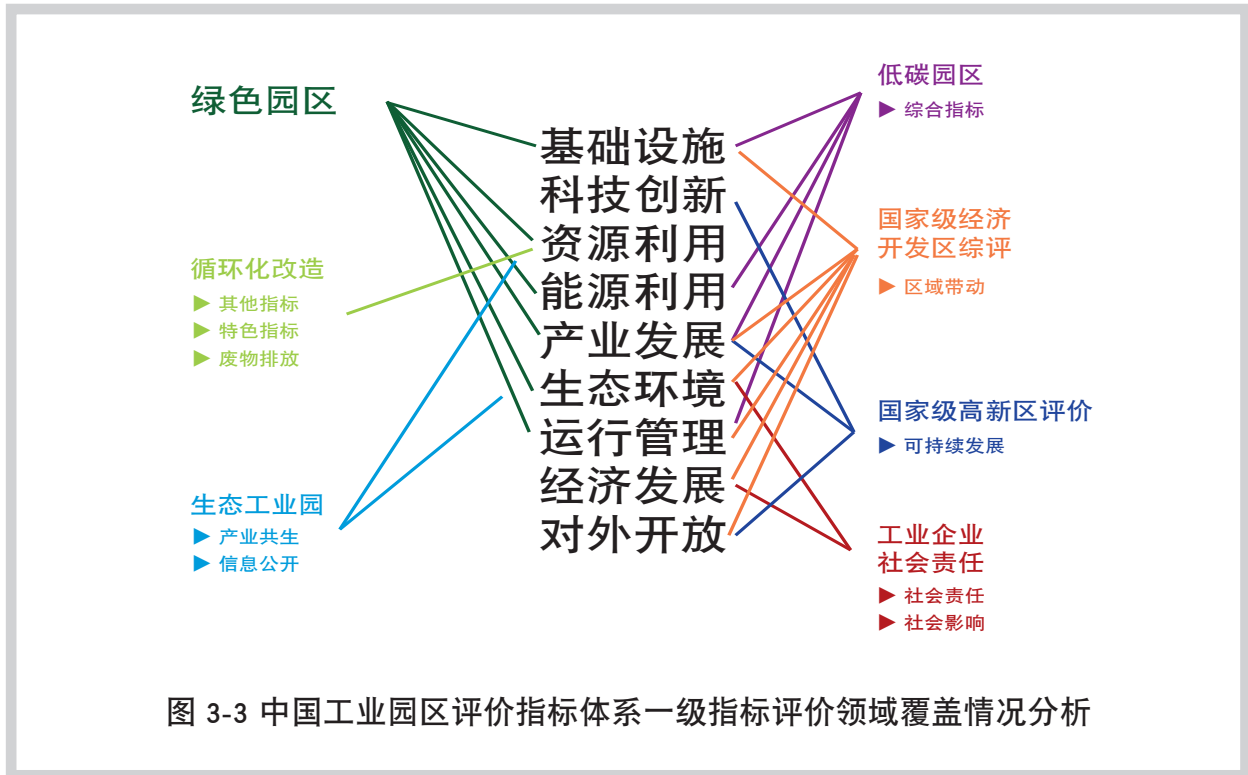 绿色园区
循环化改造
▶ 其他指标
▶ 特色指标
▶ 废物排放
生态工业园
▶ 产业共生
▶ 信息公开
基础设施
科技创新
资源利用
能源利用
产业发展
生态环境
运行管理
经济发展
对外开放
低碳园区
▶ 综合指标
国家级经济
开发区综评
▶ 区域带动
国家级高新区评价
▶ 可持续发展
工业企业
社会责任
▶ 社会责任
▶ 社会影响
图 3-3 中国工业园区评价指标体系一级指标评价领域覆盖情况分析